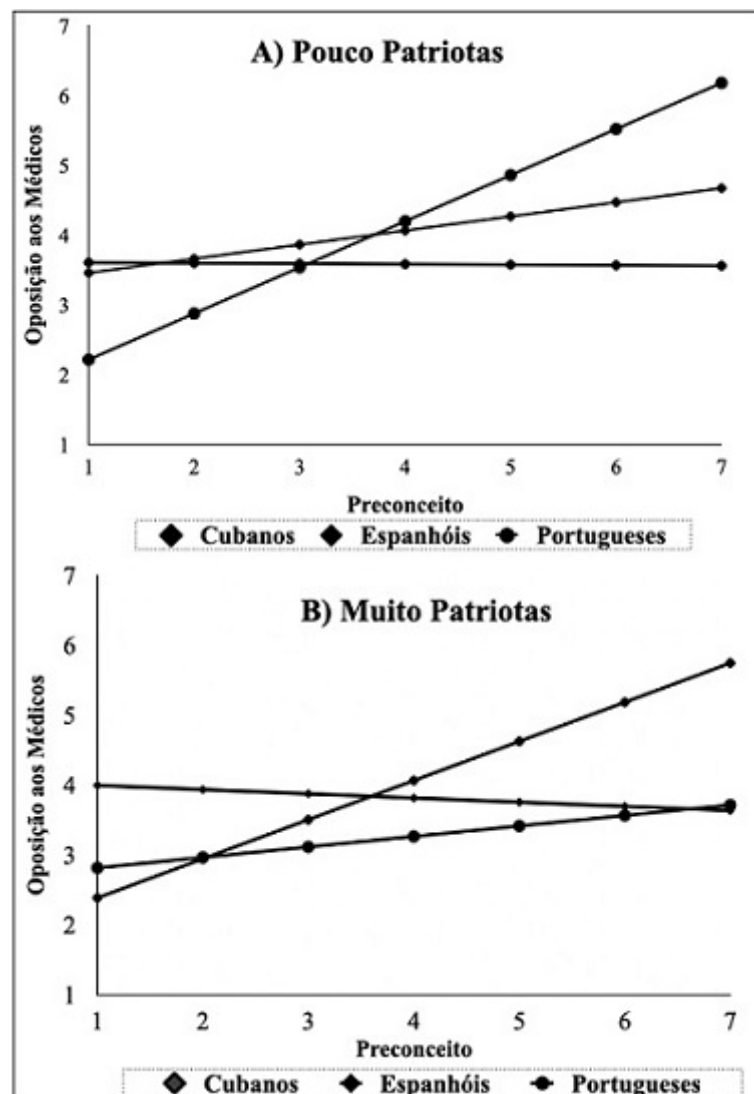 A) Pouco Patriotas
Oposição aos Médicos
7
6
5
4
3
2
1
1 2 3 4 5 6 7
Preconceito
Cubanos Espanhóis Portugueses
B) Muito Patriotas
Oposição aos Médicos
7
6
5
4
3
2
1
1 2 3 4 5 6 7
Preconceito
Cubanos Espanhóis Portugueses